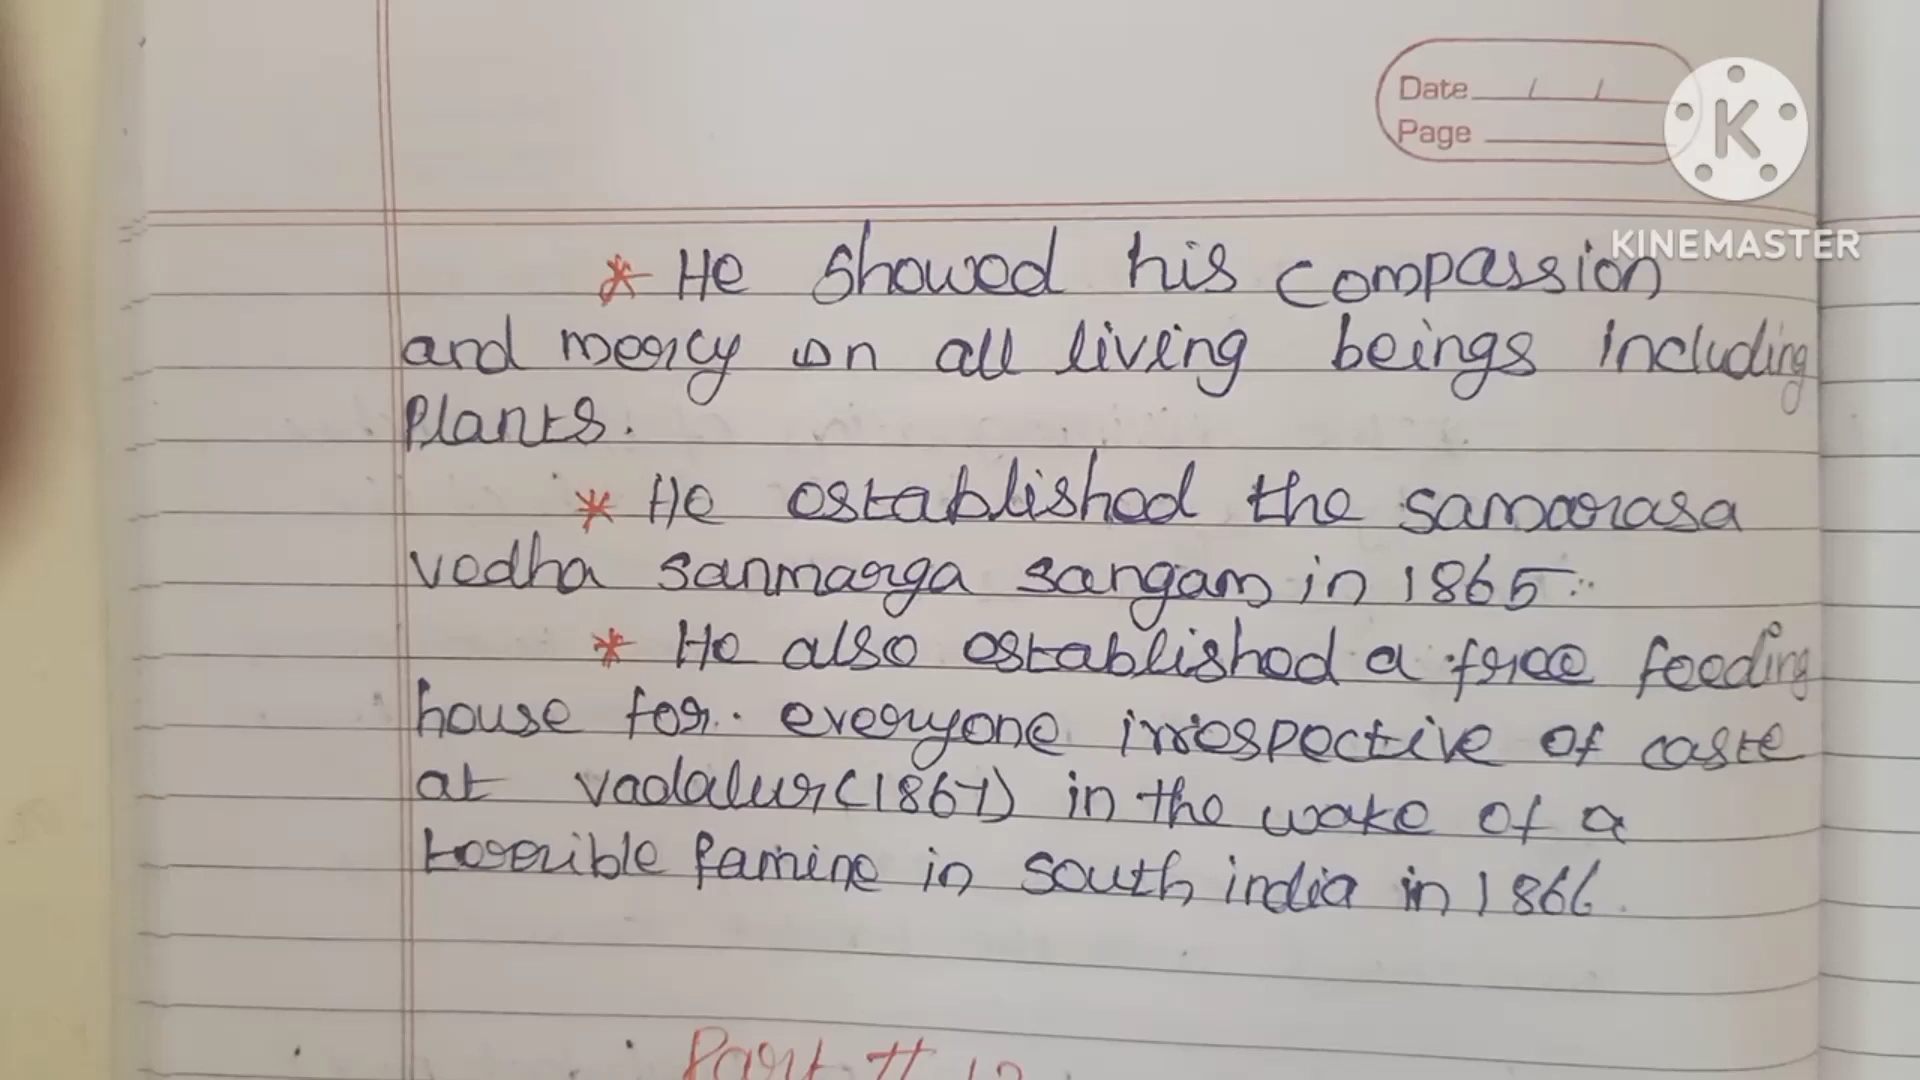 Date / /
Page
KINEMASTER
* He showed his compassion
and mercy on all living beings including
plants.
* He established the samarasa
vedha sanmarga sangam in 1865.
* He also established a free feeding
house for everyone irrespective of caste
at vadalur (1867) in the wake of a
terrible famine in south india in 1866.
Part